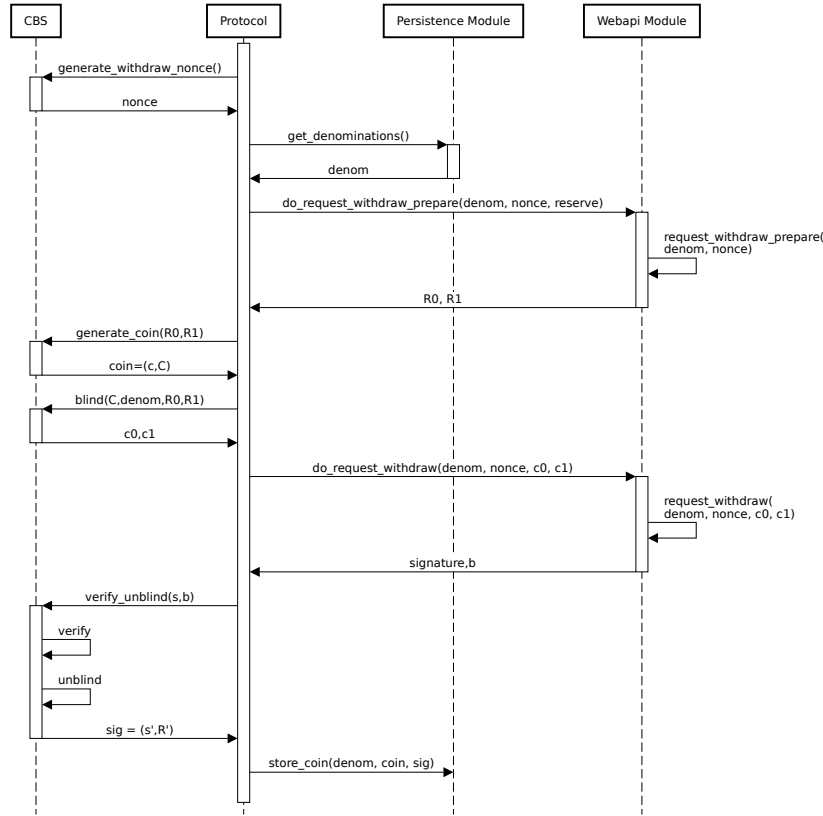 CBS
Protocol
Persistence Module
Webapi Module
generate_withdraw_nonce()
nonce
get_denominations()
denom
do_request_withdraw_prepare(denom, nonce, reserve)
request_withdraw_prepare(
denom, nonce)
R0, R1
generate_coin(R0,R1)
coin=(c,C)
blind(C,denom,R0,R1)
c0,c1
do_request_withdraw(denom, nonce, c0, c1)
request_withdraw(
denom, nonce, c0, c1)
signature,b
verify_unblind(s,b)
verify
unblind
sig = (s',R')
store_coin(denom, coin, sig)